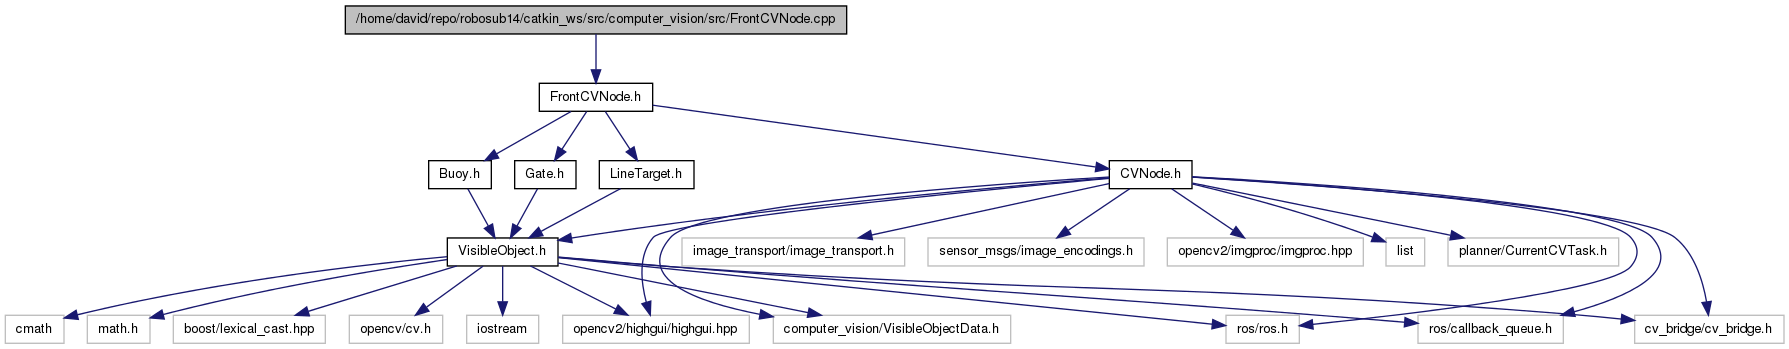 /home/david/repo/robosub14/catkin_ws/src/computer_vision/src/FrontCVNode.cpp
FrontCVNode.h
Buoy.h
Gate.h
LineTarget.h
CVNode.h
VisibleObject.h
image_transport/image_transport.h
sensor_msgs/image_encodings.h
opencv2/imgproc/imgproc.hpp
list
planner/CurrentCVTask.h
cmath
math.h
boost/lexical_cast.hpp
opencv/cv.h
iostream
opencv2/highgui/highgui.hpp
computer_vision/VisibleObjectData.h
ros/ros.h
ros/callback_queue.h
cv_bridge/cv_bridge.h